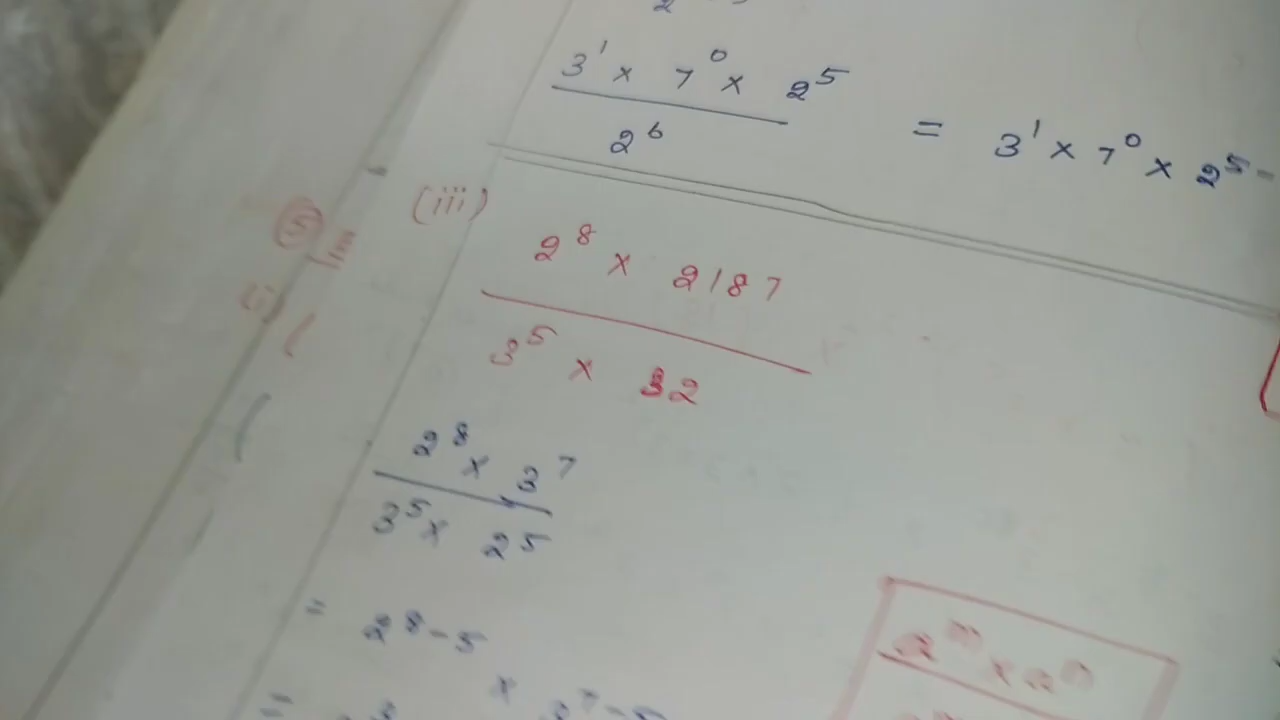 3¹ × 7⁰ × 2⁵
2⁶
= 3¹ × 7⁰ × 2⁵⁻
(iii)
2⁸ × 2187
3⁵ × 32
2⁸ × 3⁷
3⁵ × 2⁵
= 2⁸⁻⁵ × 3⁷⁻⁵
=